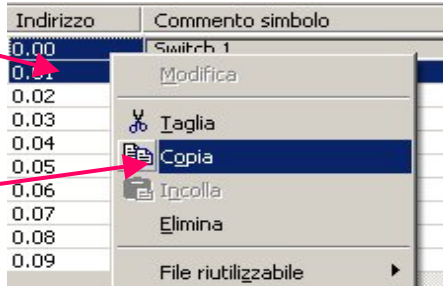 Indirizzo Commento simbolo
0.00 Switch 1
0.01
Modifica
0.02
0.03 Taglia
0.04
0.05 Copia
0.06 Incolla
0.07
0.08 Elimina
0.09
File riutilizzabile